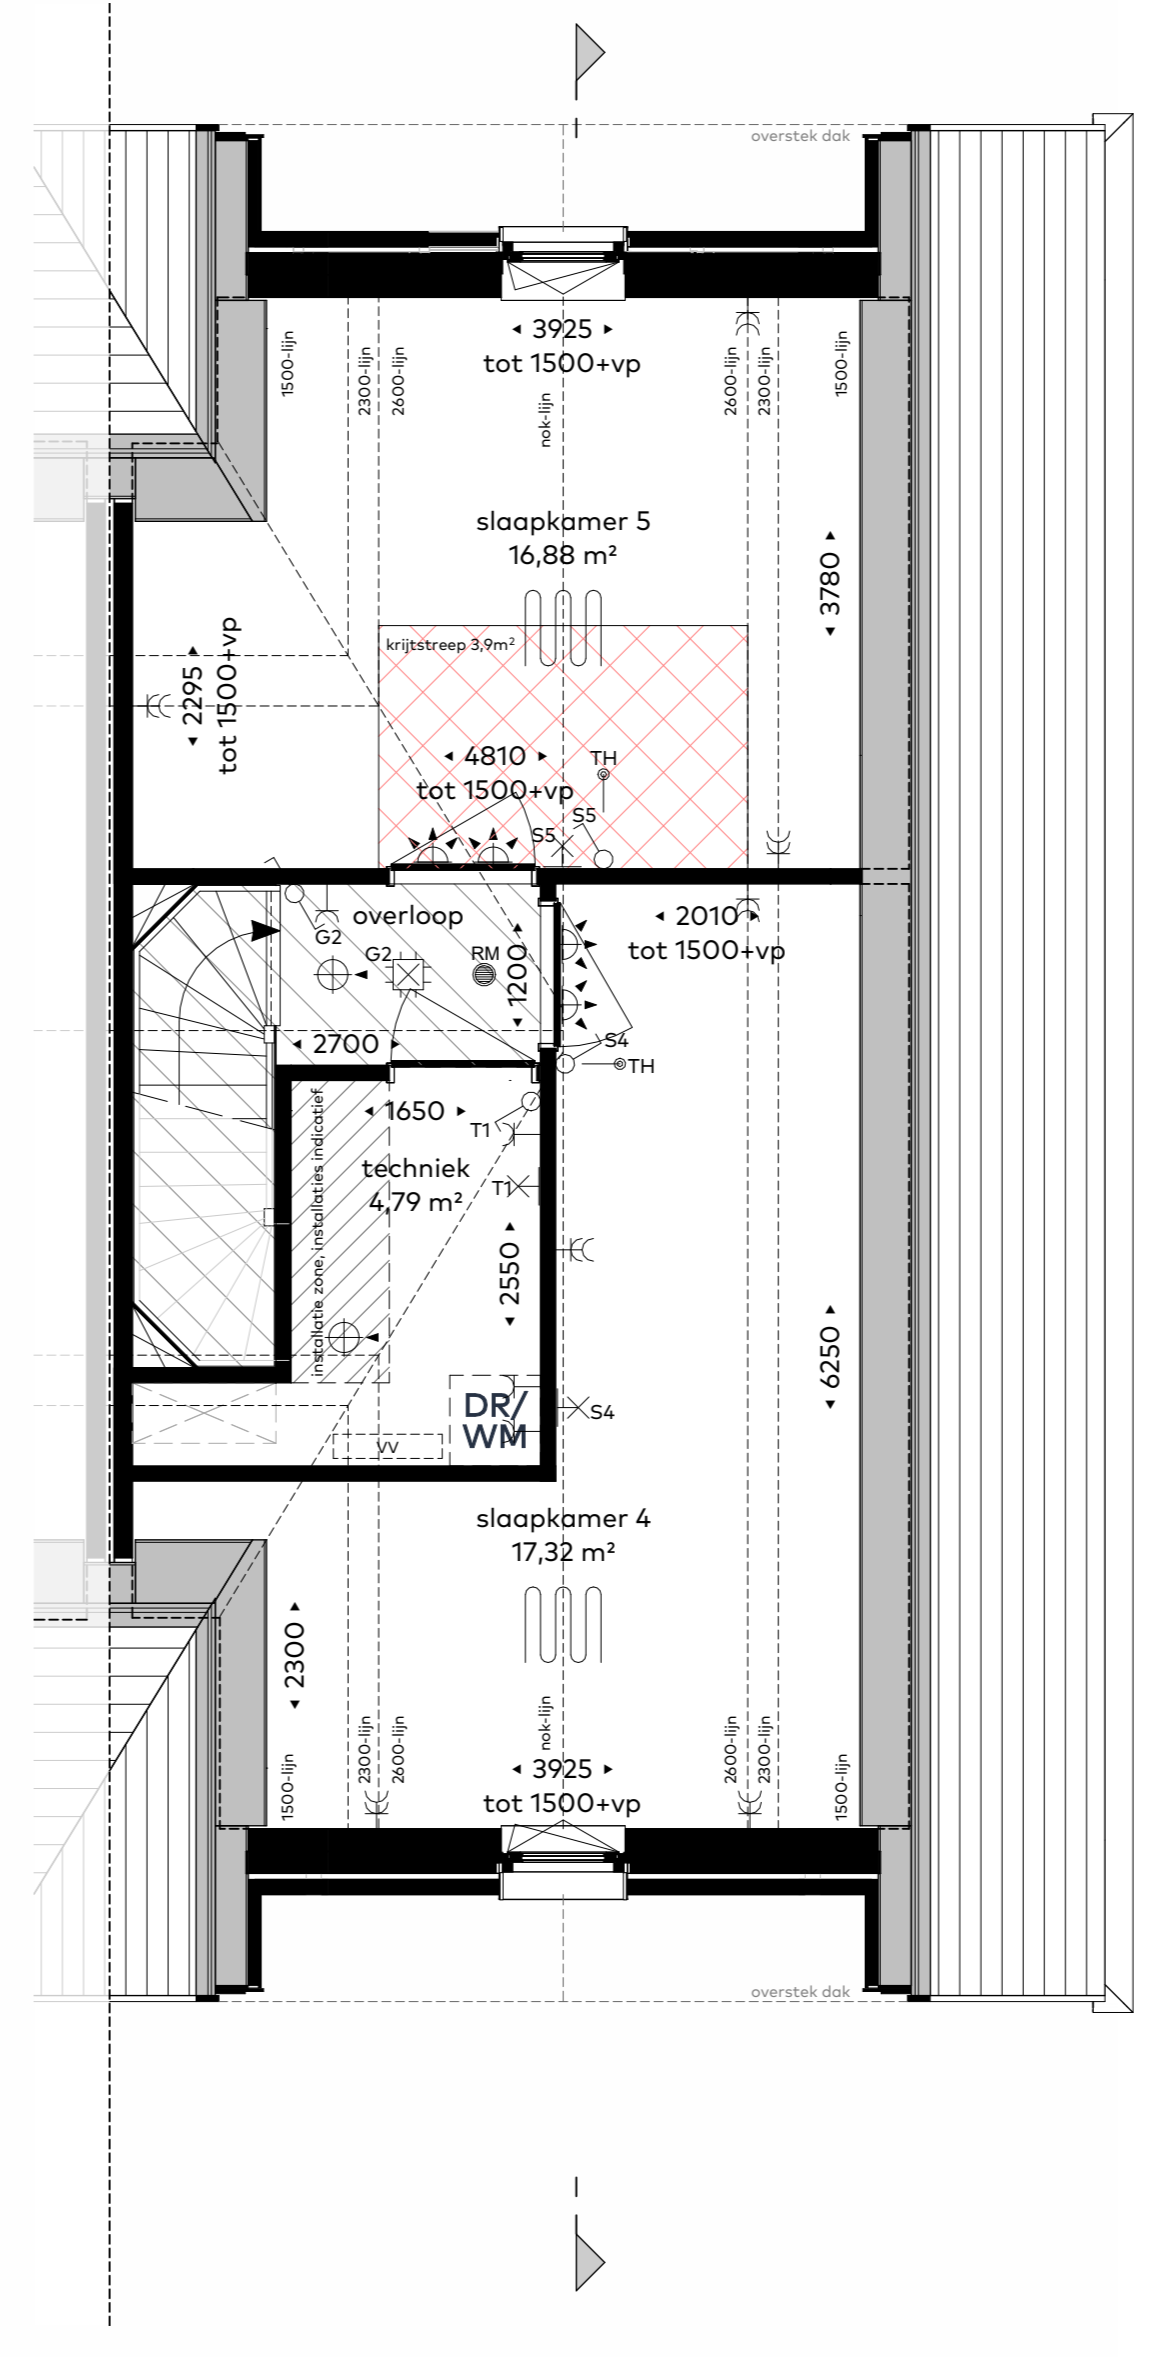 overstek dak
3925
tot 1500+vp
1500-lijn
2300-lijn
2600-lijn
nok-lijn
2600-lijn
2300-lijn
1500-lijn
slaapkamer 5
16,88 m²
3780
krijtstreep 3,9m²
2295
tot 1500+vp
4810
tot 1500+vp
TH
S5
S5
overloop
G2
G2
RM
1200
2010
tot 1500+vp
2700
S4
TH
installatie zone, installaties indicatief
1650
T1
techniek
4,79 m²
T1
2550
6250
DR/
WM
S4
VV
slaapkamer 4
17,32 m²
2300
1500-lijn
2300-lijn
2600-lijn
nok-lijn
2600-lijn
2300-lijn
1500-lijn
3925
tot 1500+vp
overstek dak